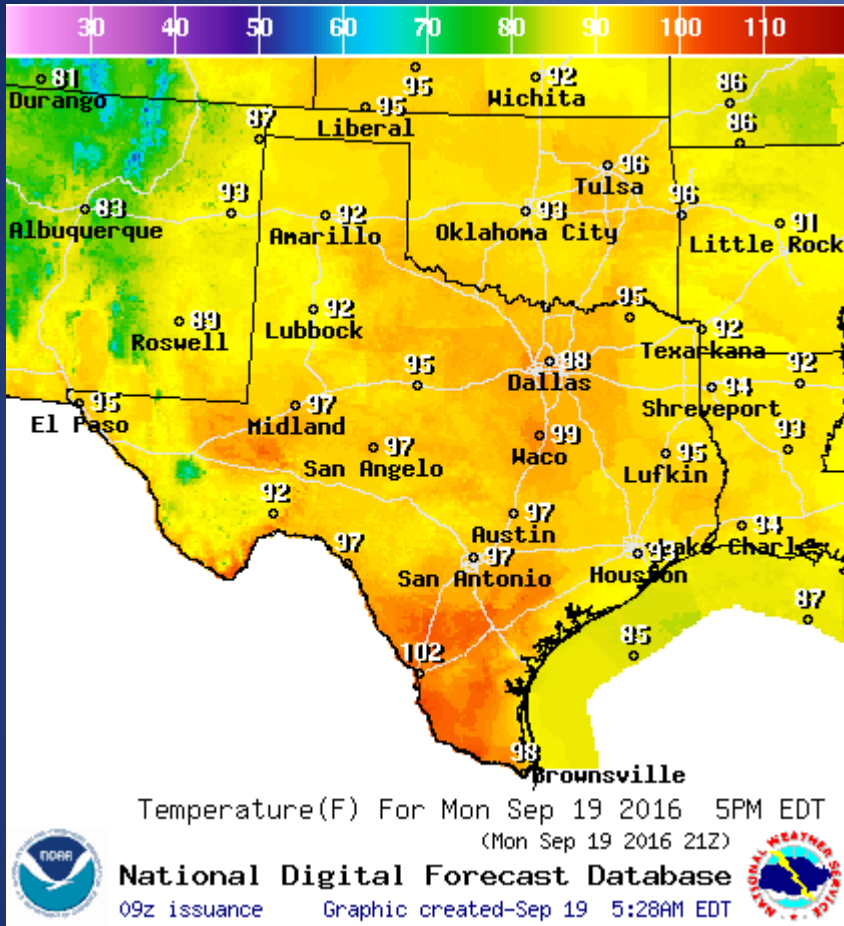 30 40 50 60 70 80 90 100 110
81 95 92 86
Durango Wichita
95
Liberal
87 86
96
Tulsa
83 93 92 93 96 91
Albuquerque Amarillo Oklahoma City Little Rock
89 92 95 92
Roswell Lubbock Texarkana
95 98 94 92
Dallas Shreveport
95 97
El Paso Midland
97 99 95 93
San Angelo Waco Lufkin
92 97 94
Austin Lake Charles
97 97 93
San Antonio Houston
87
85
102
98
Brownsville
Temperature(F) For Mon Sep 19 2016 5PM EDT
(Mon Sep 19 2016 21Z)
NOAA
National Digital Forecast Database
09z issuance Graphic created-Sep 19 5:28AM EDT
NATIONAL WEATHER SERVICE